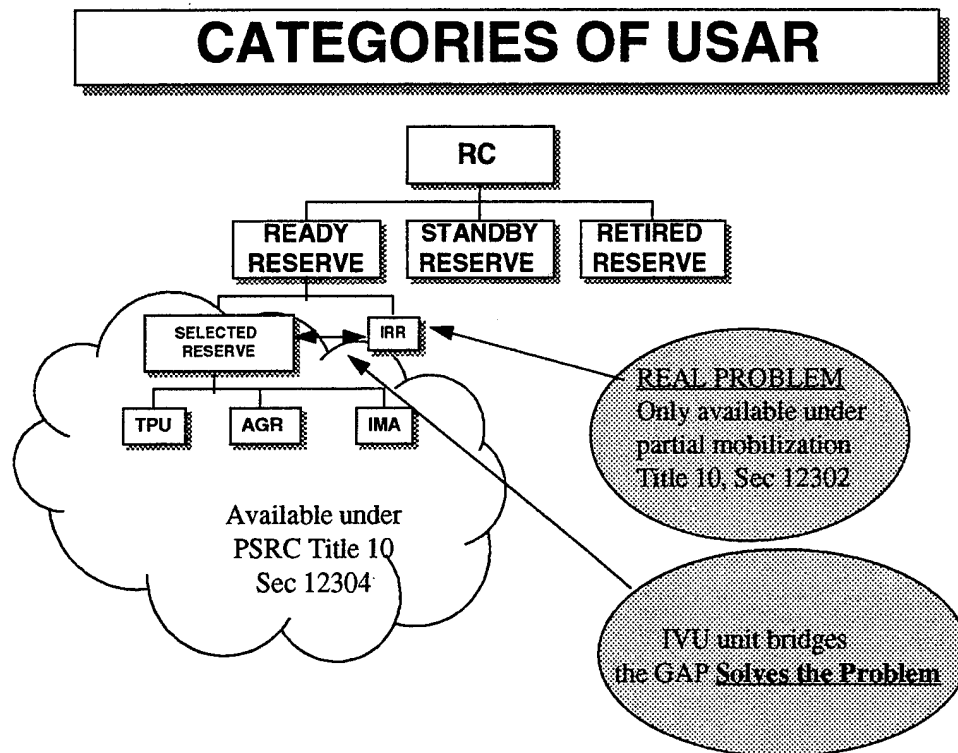 CATEGORIES OF USAR
RC
READY
RESERVE
STANDBY
RESERVE
RETIRED
RESERVE
SELECTED
RESERVE
IRR
TPU
AGR
IMA
REAL PROBLEM
Only available under
partial mobilization
Title 10, Sec 12302
Available under
PSRC Title 10
Sec 12304
IVU unit bridges
the GAP Solves the Problem